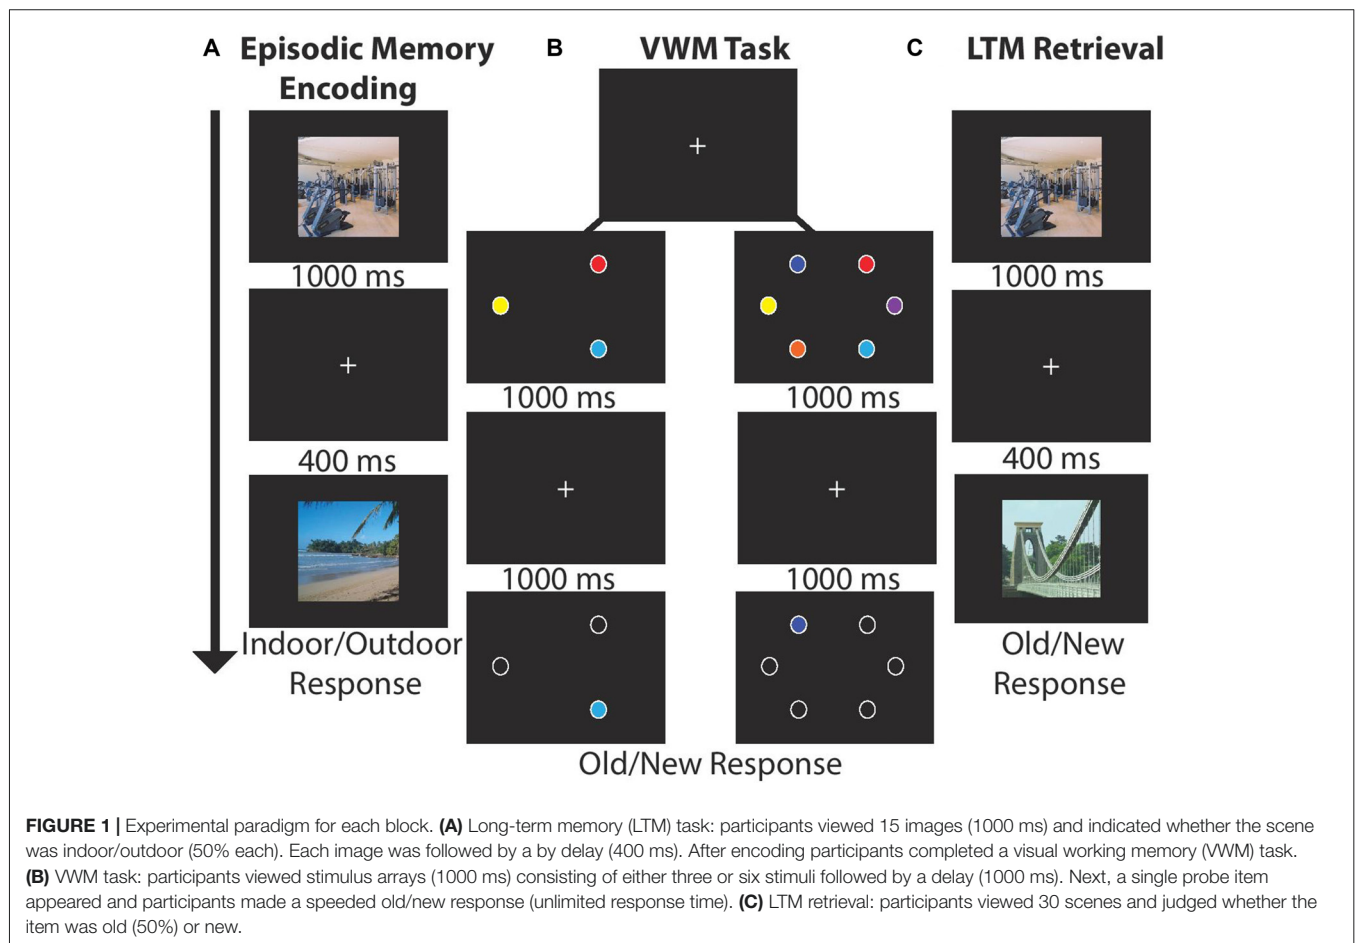 A Episodic Memory
Encoding
1000 ms
400 ms
Indoor/Outdoor
Response
B VWM Task
1000 ms
1000 ms
1000 ms
1000 ms
Old/New Response
C LTM Retrieval
1000 ms
400 ms
Old/New
Response
FIGURE 1 | Experimental paradigm for each block. (A) Long-term memory (LTM) task: participants viewed 15 images (1000 ms) and indicated whether the scene
was indoor/outdoor (50% each). Each image was followed by a by delay (400 ms). After encoding participants completed a visual working memory (VWM) task.
(B) VWM task: participants viewed stimulus arrays (1000 ms) consisting of either three or six stimuli followed by a delay (1000 ms). Next, a single probe item
appeared and participants made a speeded old/new response (unlimited response time). (C) LTM retrieval: participants viewed 30 scenes and judged whether the
item was old (50%) or new.